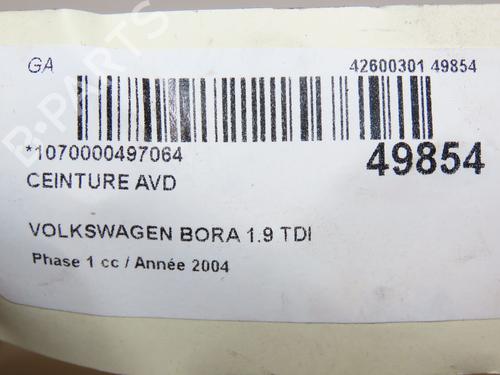 GA
42600301 49854
*1070000497064
49854
CEINTURE AVD
VOLKSWAGEN BORA 1.9 TDI
Phase 1 cc / Année 2004
B-PARTS